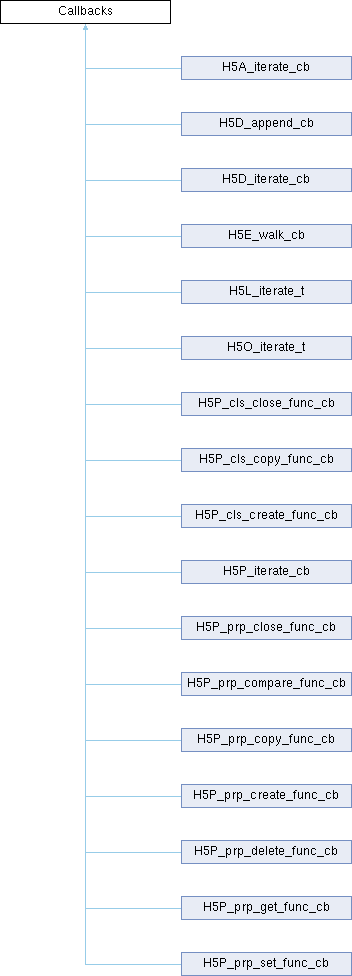 Callbacks
H5A_iterate_cb
H5D_append_cb
H5D_iterate_cb
H5E_walk_cb
H5L_iterate_t
H5O_iterate_t
H5P_cls_close_func_cb
H5P_cls_copy_func_cb
H5P_cls_create_func_cb
H5P_iterate_cb
H5P_prp_close_func_cb
H5P_prp_compare_func_cb
H5P_prp_copy_func_cb
H5P_prp_create_func_cb
H5P_prp_delete_func_cb
H5P_prp_get_func_cb
H5P_prp_set_func_cb